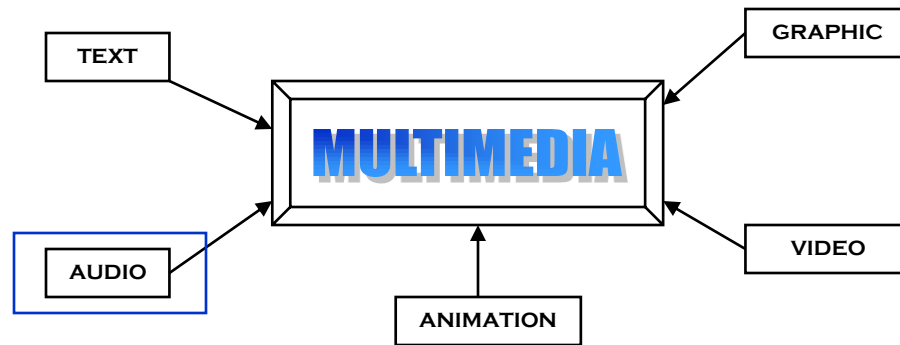 GRAPHIC
TEXT
MULTIMEDIA
VIDEO
AUDIO
ANIMATION